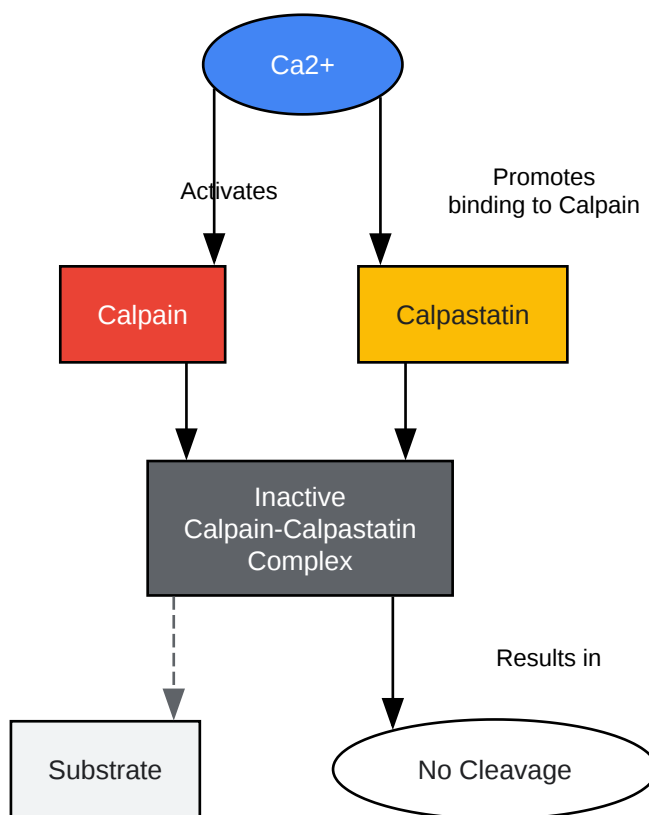 Ca2+
Activates
Promotes
binding to Calpain
Calpain
Calpastatin
Inactive
Calpain-Calpastatin
Complex
Results in
Substrate
No Cleavage